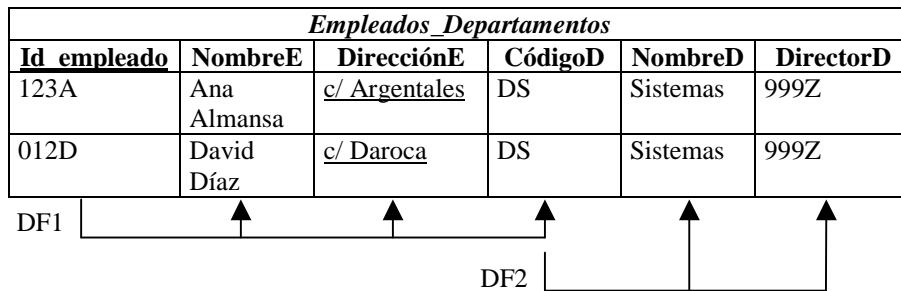 Empleados_Departamentos
Id_empleado NombreE DirecciónE CódigoD NombreD DirectorD
123A Ana Almansa c/ Argentales DS Sistemas 999Z
012D David Díaz c/ Daroca DS Sistemas 999Z
DF1
DF2